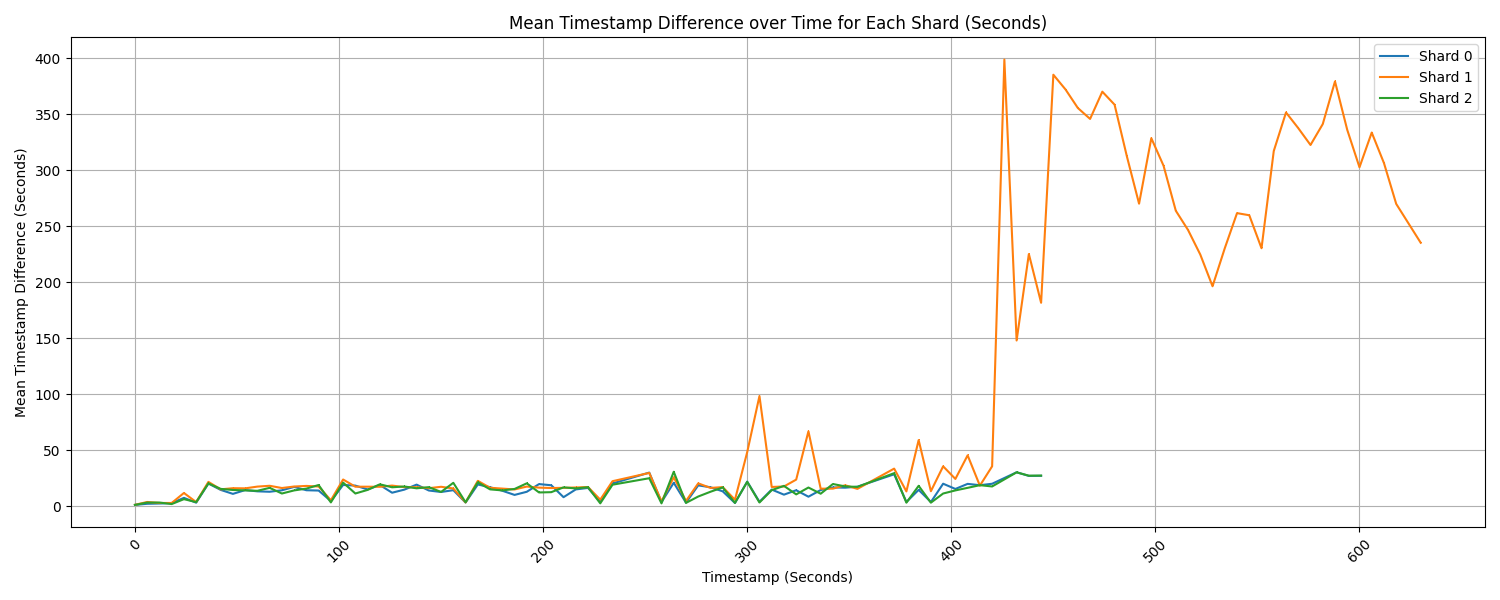 Mean Timestamp Difference over Time for Each Shard (Seconds)
Mean Timestamp Difference (Seconds)
400
350
300
250
200
150
100
50
0
Shard 0
Shard 1
Shard 2
0
100
200
300
400
500
600
Timestamp (Seconds)